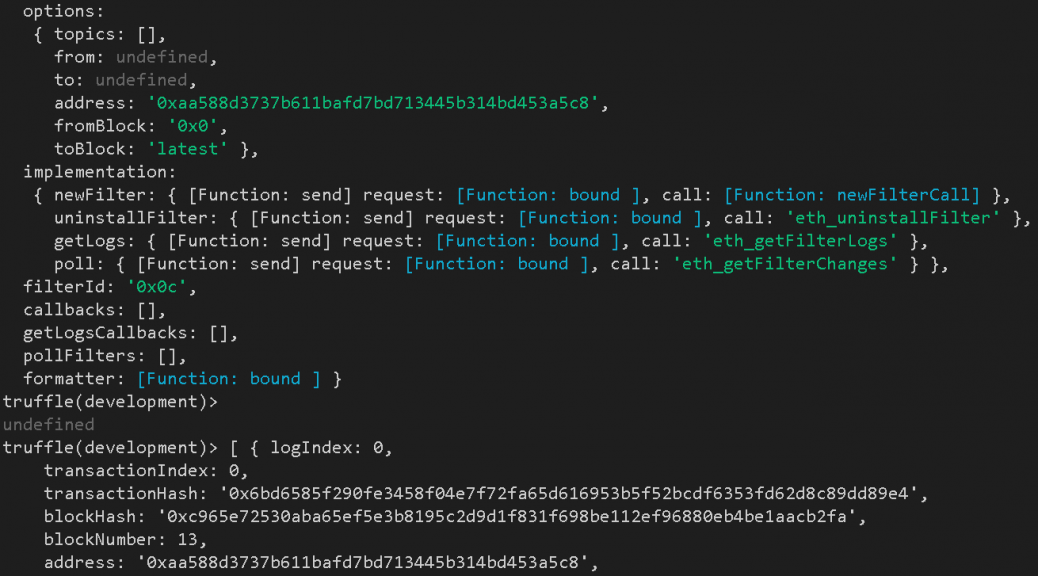 options:
{ topics: [],
from: undefined,
to: undefined,
address: '0xaa588d3737b611bafd7bd713445b314bd453a5c8',
fromBlock: '0x0',
toBlock: 'latest' },
implementation:
{ newFilter: { [Function: send] request: [Function: bound ], call: [Function: newFilterCall] },
uninstallFilter: { [Function: send] request: [Function: bound ], call: 'eth_uninstallFilter' },
getLogs: { [Function: send] request: [Function: bound ], call: 'eth_getFilterLogs' },
poll: { [Function: send] request: [Function: bound ], call: 'eth_getFilterChanges' } },
filterId: '0x0c',
callbacks: [],
getLogsCallbacks: [],
pollFilters: [],
formatter: [Function: bound ] }
truffle(development)>
undefined
truffle(development)> [ { logIndex: 0,
transactionIndex: 0,
transactionHash: '0x6bd6585f290fe3458f04e7f72fa65d616953b5f52bcdf6353fd62d8c89dd89e4',
blockHash: '0xc965e72530aba65ef5e3b8195c2d9d1f831f698be112ef96880eb4be1aacb2fa',
blockNumber: 13,
address: '0xaa588d3737b611bafd7bd713445b314bd453a5c8',